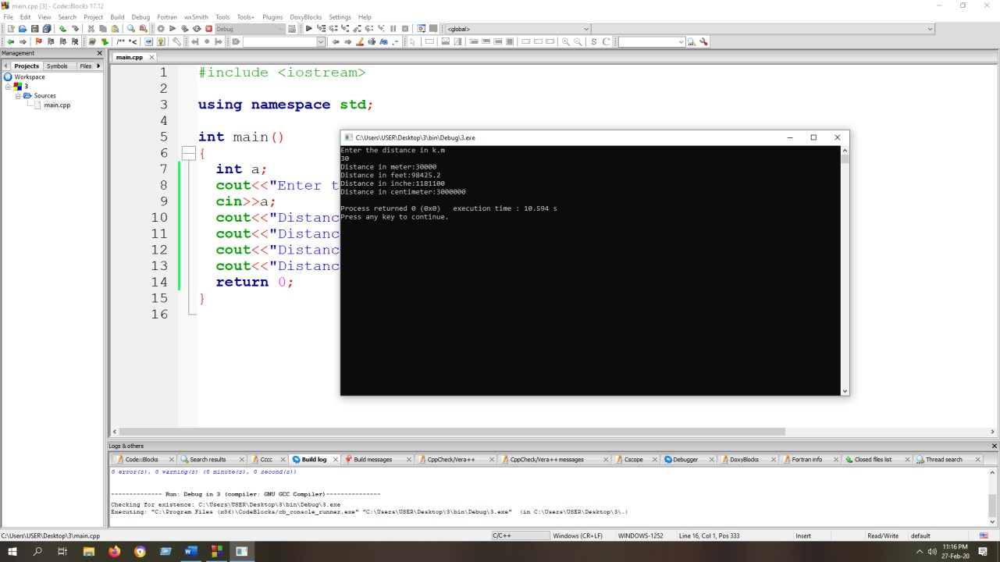 main.cpp [3] - Code::Blocks 17.12
File Edit View Search Project Build Debug Fortran wxSmith Tools Tools+ Plugins DoxyBlocks Settings Help
Debug
<global>
/** *<
S C
Management
Projects Symbols Files
Workspace
3
Sources
main.cpp
main.cpp
1 #include <iostream>
2
3 using namespace std;
4
5 int main()
6 {
7 int a;
8 cout<<"Enter t
9 cin>>a;
10 cout<<"Distanc
11 cout<<"Distanc
12 cout<<"Distanc
13 cout<<"Distanc
14 return 0;
15 }
16
C:\Users\USER\Desktop\3\bin\Debug\3.exe
Enter the distance in k.m
30
Distance in meter:30000
Distance in feet:98425.2
Distance in inche:1181100
Distance in centimeter:3000000
Process returned 0 (0x0) execution time : 10.594 s
Press any key to continue.
Logs & others
Code::Blocks Search results Cccc Build log Build messages CppCheck/Vera++ CppCheck/Vera++ messages Cscope Debugger DoxyBlocks Fortran info Closed files list Thread search
0 error(s), 0 warning(s) (0 minute(s), 0 second(s))
-------------- Run: Debug in 3 (compiler: GNU GCC Compiler)---------------
Checking for existence: C:\Users\USER\Desktop\3\bin\Debug\3.exe
Executing: "C:\Program Files (x86)\CodeBlocks/cb_console_runner.exe" "C:\Users\USER\Desktop\3\bin\Debug\3.exe" (in C:\Users\USER\Desktop\3\.)
C:\Users\USER\Desktop\3\main.cpp C/C++ Windows (CR+LF) WINDOWS-1252 Line 16, Col 1, Pos 333 Insert Read/Write default
11:16 PM
27-Feb-20